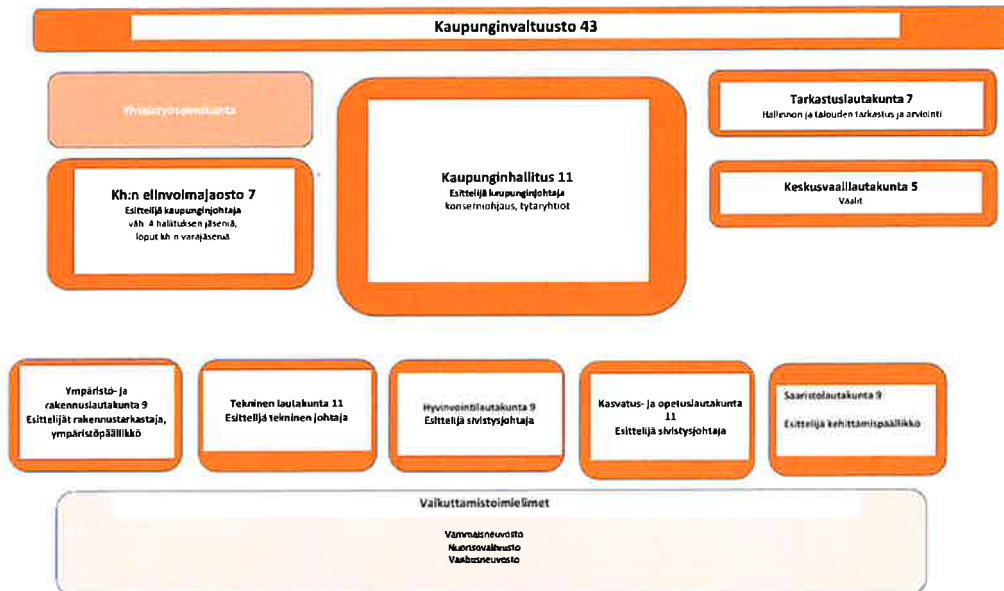 Kaupunginvaltuusto 43
Yhteistyötoimikunta
Kh:n elinvoimajaosto 7
Esittelijä kaupunginjohtaja
väh. 4 hallituksen jäseniä,
loput kh:n varajäseniä
Kaupunginhallitus 11
Esittelijä kaupunginjohtaja
konserniohjaus, tytäryhtiöt
Tarkastuslautakunta 7
Hallinnon ja talouden tarkastus ja arviointi
Keskusvaalilautakunta 5
Vaalit
Ympäristö- ja
rakennuslautakunta 9
Esittelijät rakennustarkastaja,
ympäristöpäällikkö
Tekninen lautakunta 11
Esittelijä tekninen johtaja
Hyvinvointilautakunta 9
Esittelijä sivistysjohtaja
Kasvatus- ja opetuslautakunta
11
Esittelijä sivistysjohtaja
Saaristolautakunta 9
Esittelijä kehittämispäällikkö
Vaikuttamistoimielimet
Vammaisneuvosto
Nuorisovaltuusto
Vanhusneuvosto